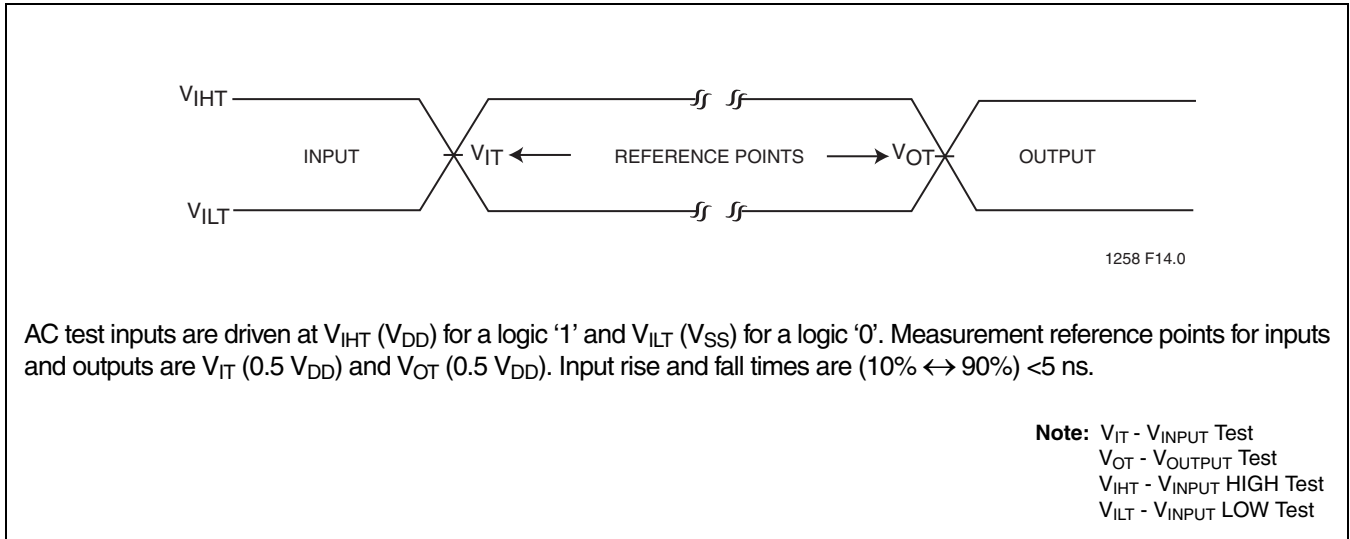 VIHT
INPUT VIT REFERENCE POINTS VOT OUTPUT
VILT
1258 F14.0
AC test inputs are driven at VIHT (VDD) for a logic ‘1’ and VILT (VSS) for a logic ‘0’. Measurement reference points for inputs
and outputs are VIT (0.5 VDD) and VOT (0.5 VDD). Input rise and fall times are (10% ↔ 90%) <5 ns.
Note: VIT - VINPUT Test
VOT - VOUTPUT Test
VIHT - VINPUT HIGH Test
VILT - VINPUT LOW Test